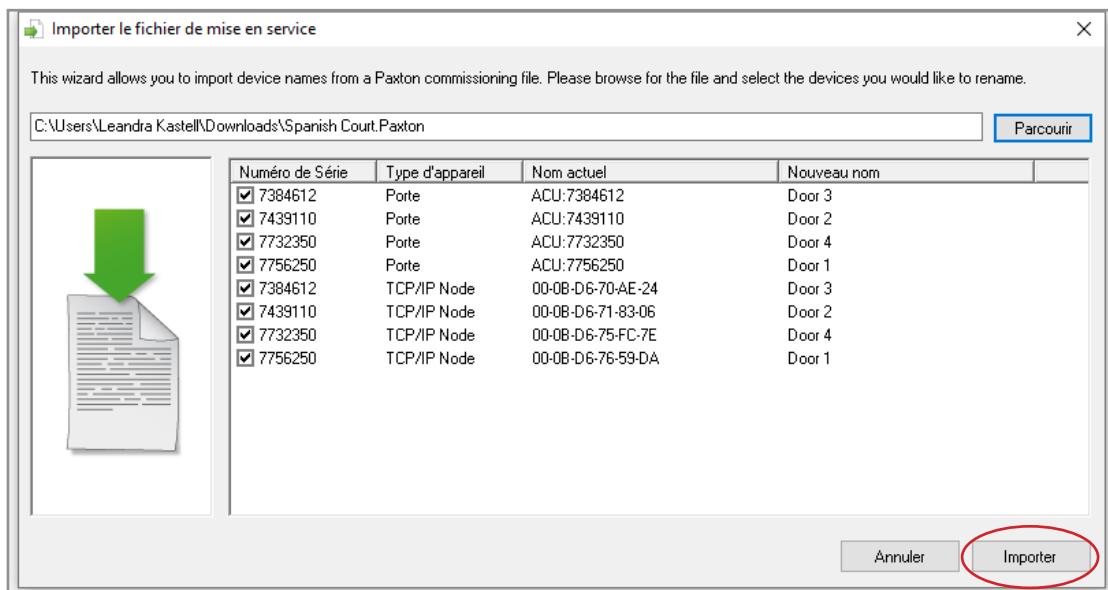 Importer le fichier de mise en service
This wizard allows you to import device names from a Paxton commissioning file. Please browse for the file and select the devices you would like to rename.
C:\Users\Leandra Kastell\Downloads\Spanish Court.Paxton Parcourir
Numéro de Série Type d'appareil Nom actuel Nouveau nom
7384612 Porte ACU:7384612 Door 3
7439110 Porte ACU:7439110 Door 2
7732350 Porte ACU:7732350 Door 4
7756250 Porte ACU:7756250 Door 1
7384612 TCP/IP Node 00-0B-D6-70-AE-24 Door 3
7439110 TCP/IP Node 00-0B-D6-71-83-06 Door 2
7732350 TCP/IP Node 00-0B-D6-75-FC-7E Door 4
7756250 TCP/IP Node 00-0B-D6-76-59-DA Door 1
Annuler Importer